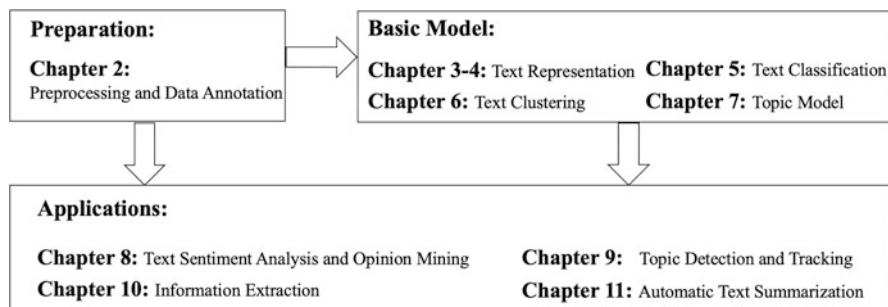 Preparation:
Chapter 2:
Preprocessing and Data Annotation
Basic Model:
Chapter 3-4: Text Representation Chapter 5: Text Classification
Chapter 6: Text Clustering Chapter 7: Topic Model
Applications:
Chapter 8: Text Sentiment Analysis and Opinion Mining Chapter 9: Topic Detection and Tracking
Chapter 10: Information Extraction Chapter 11: Automatic Text Summarization